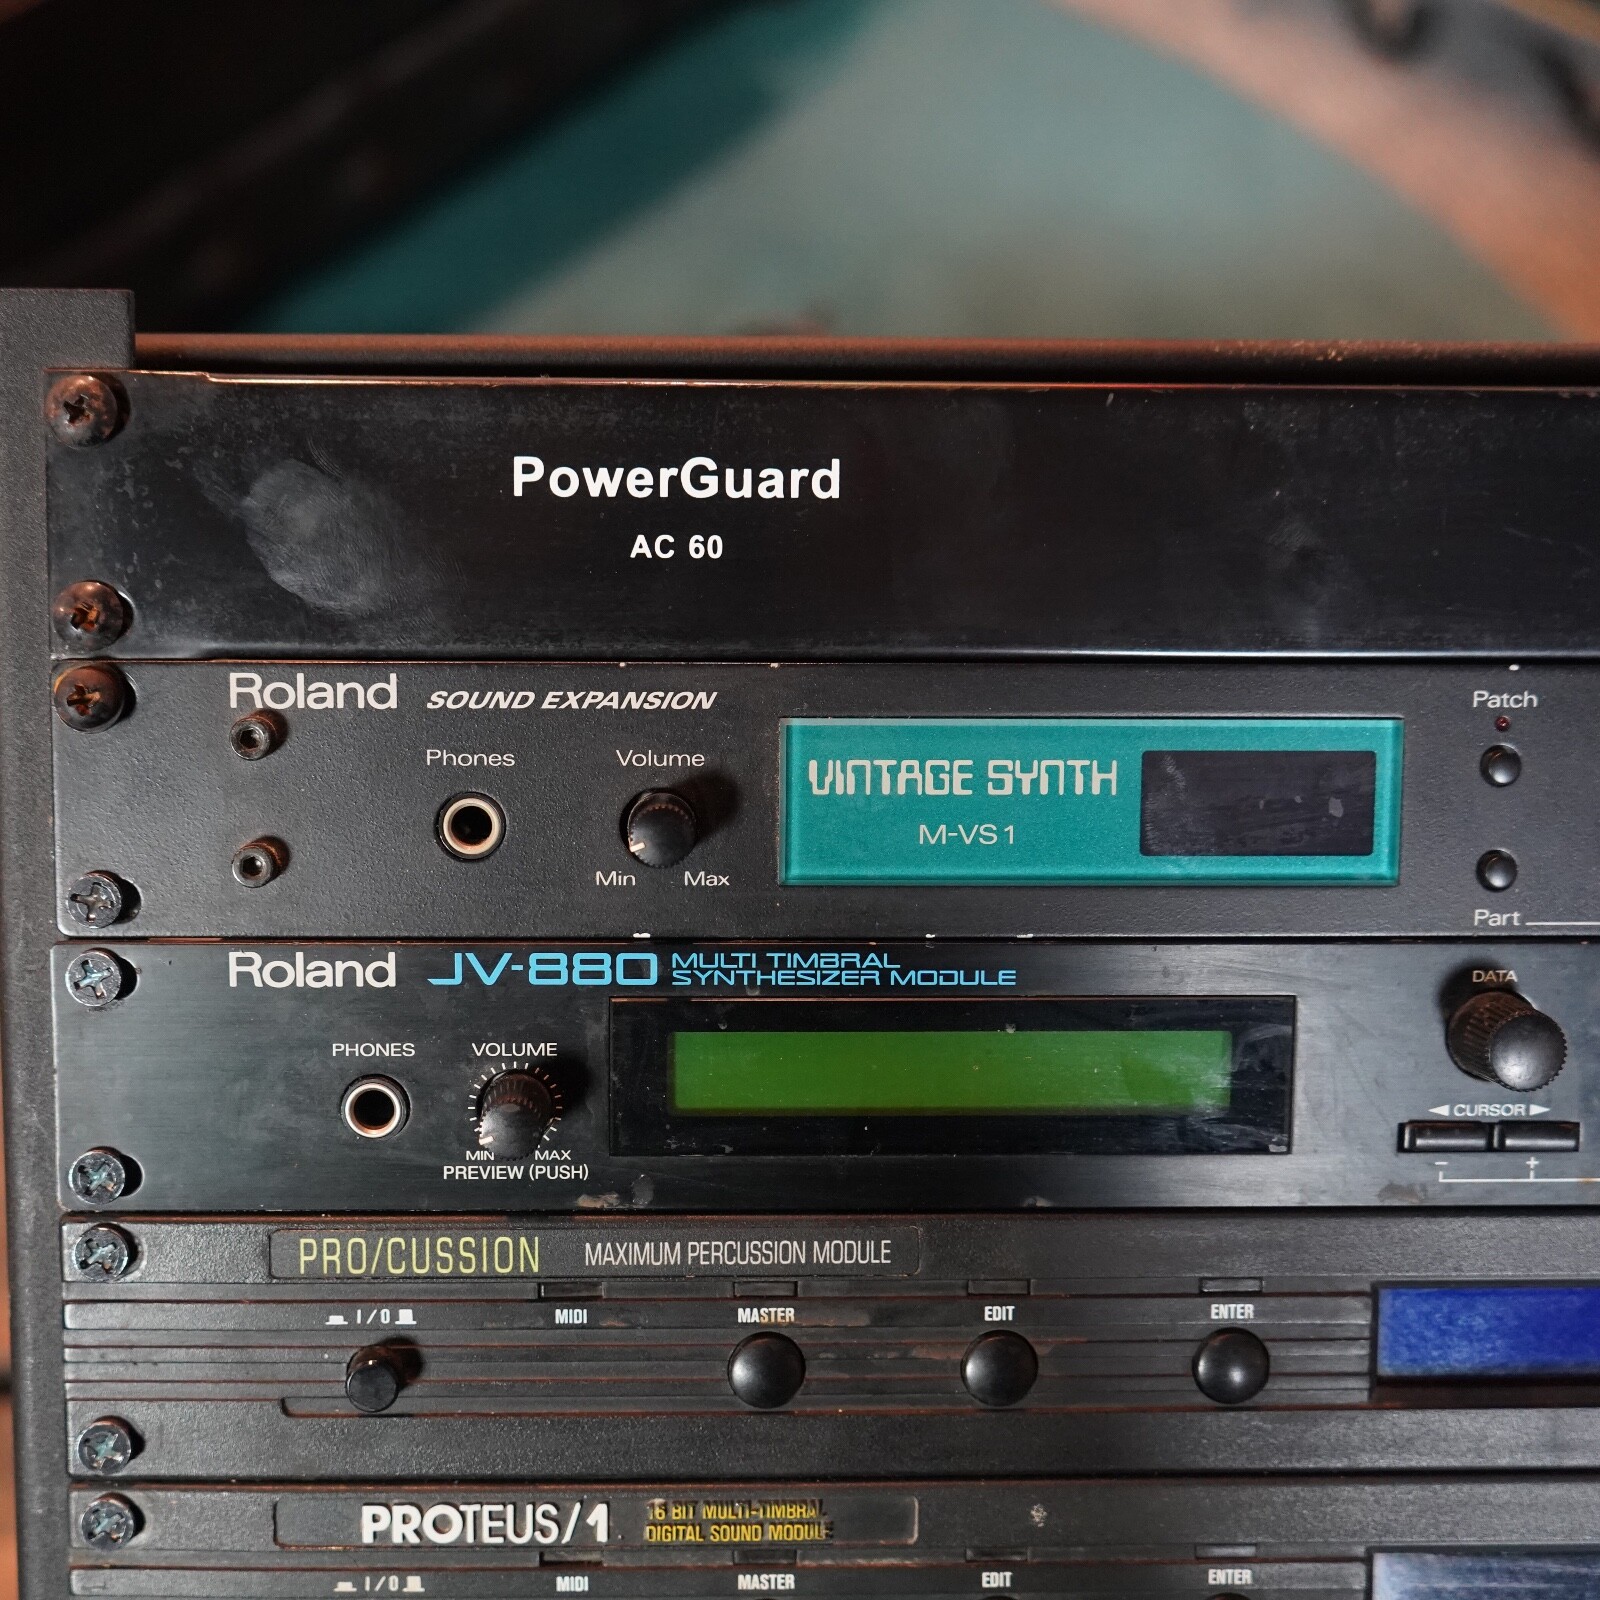 PowerGuard
AC 60
Roland SOUND EXPANSION
Phones
Volume
Min Max
VINTAGE SYNTH
M-VS1
Patch
Part
Roland JV-880 MULTI TIMBRAL
SYNTHESIZER MODULE
PHONES
VOLUME
MIN MAX
PREVIEW (PUSH)
DATA
◄ CURSOR ►
- +
PRO/CUSSION MAXIMUM PERCUSSION MODULE
I/O MIDI MASTER EDIT ENTER
PROTEUS/1 16 BIT MULTI-TIMBRAL
DIGITAL SOUND MODULE
I/O MIDI MASTER EDIT ENTER